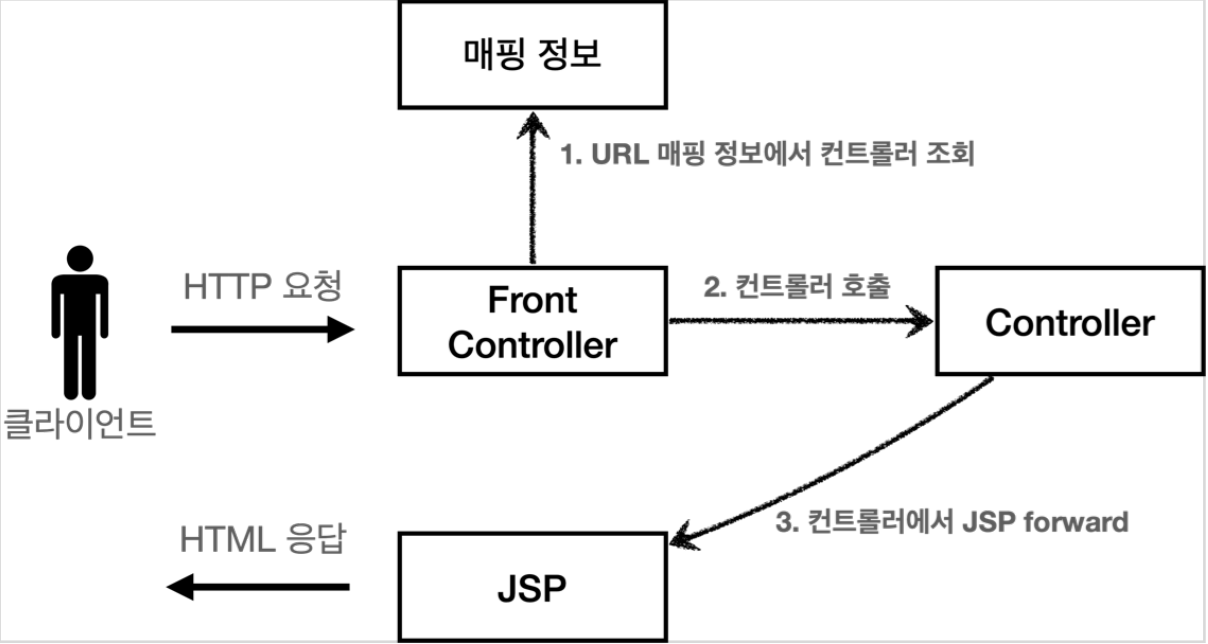 매핑 정보
1. URL 매핑 정보에서 컨트롤러 조회
HTTP 요청
Front
Controller
2. 컨트롤러 호출
Controller
클라이언트
3. 컨트롤러에서 JSP forward
HTML 응답
JSP